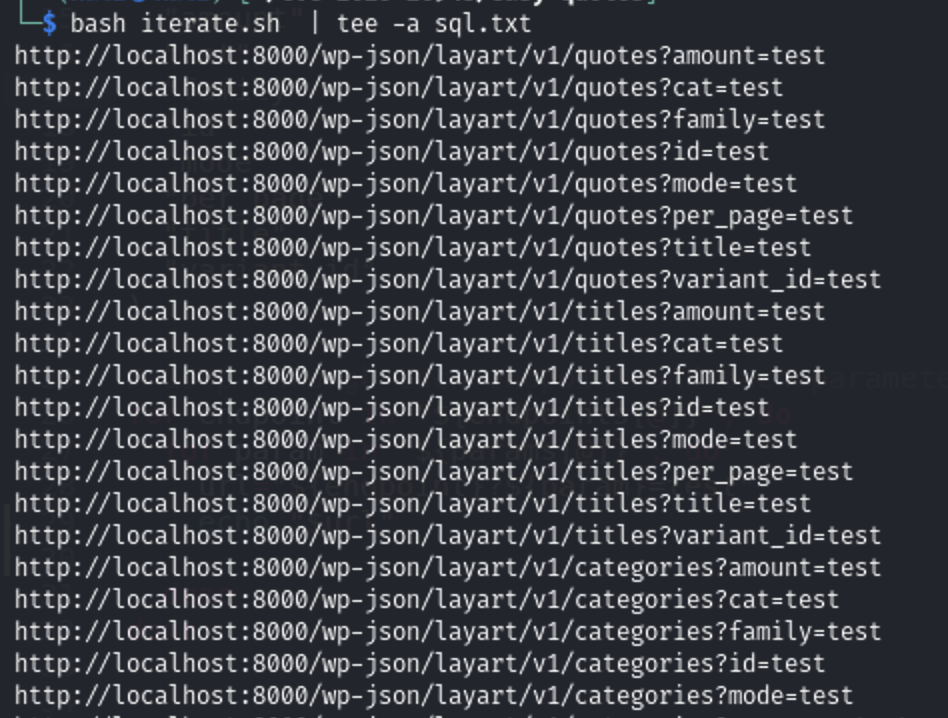 $ bash iterate.sh | tee -a sql.txt
http://localhost:8000/wp-json/layart/v1/quotes?amount=test
http://localhost:8000/wp-json/layart/v1/quotes?cat=test
http://localhost:8000/wp-json/layart/v1/quotes?family=test
http://localhost:8000/wp-json/layart/v1/quotes?id=test
http://localhost:8000/wp-json/layart/v1/quotes?mode=test
http://localhost:8000/wp-json/layart/v1/quotes?per_page=test
http://localhost:8000/wp-json/layart/v1/quotes?title=test
http://localhost:8000/wp-json/layart/v1/quotes?variant_id=test
http://localhost:8000/wp-json/layart/v1/titles?amount=test
http://localhost:8000/wp-json/layart/v1/titles?cat=test
http://localhost:8000/wp-json/layart/v1/titles?family=test
http://localhost:8000/wp-json/layart/v1/titles?id=test
http://localhost:8000/wp-json/layart/v1/titles?mode=test
http://localhost:8000/wp-json/layart/v1/titles?per_page=test
http://localhost:8000/wp-json/layart/v1/titles?title=test
http://localhost:8000/wp-json/layart/v1/titles?variant_id=test
http://localhost:8000/wp-json/layart/v1/categories?amount=test
http://localhost:8000/wp-json/layart/v1/categories?cat=test
http://localhost:8000/wp-json/layart/v1/categories?family=test
http://localhost:8000/wp-json/layart/v1/categories?id=test
http://localhost:8000/wp-json/layart/v1/categories?mode=test